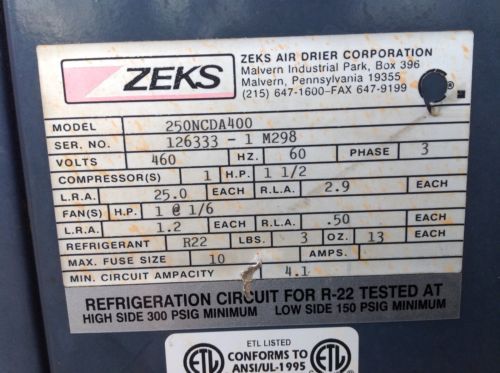 ZEKS
ZEKS AIR DRIER CORPORATION
Malvern Industrial Park, Box 396
Malvern, Pennsylvania 19355
(215) 647-1600-FAX 647-9199
MODEL 250NCDA400
SER. NO. 126333 - 1 M298
VOLTS 460 HZ. 60 PHASE 3
COMPRESSOR(S) 1 H.P. 1 1/2
L.R.A. 25.0 EACH R.L.A. 2.9 EACH
FAN(S) H.P. 1 @ 1/6
L.R.A. 1.2 EACH R.L.A. .50 EACH
REFRIGERANT R22 LBS. 3 OZ. 13 EACH
MAX. FUSE SIZE 10 AMPS.
MIN. CIRCUIT AMPACITY 4.1
REFRIGERATION CIRCUIT FOR R-22 TESTED AT
HIGH SIDE 300 PSIG MINIMUM LOW SIDE 150 PSIG MINIMUM
ETL LISTED
ETL CONFORMS TO ETL
ANSI/UL-1995